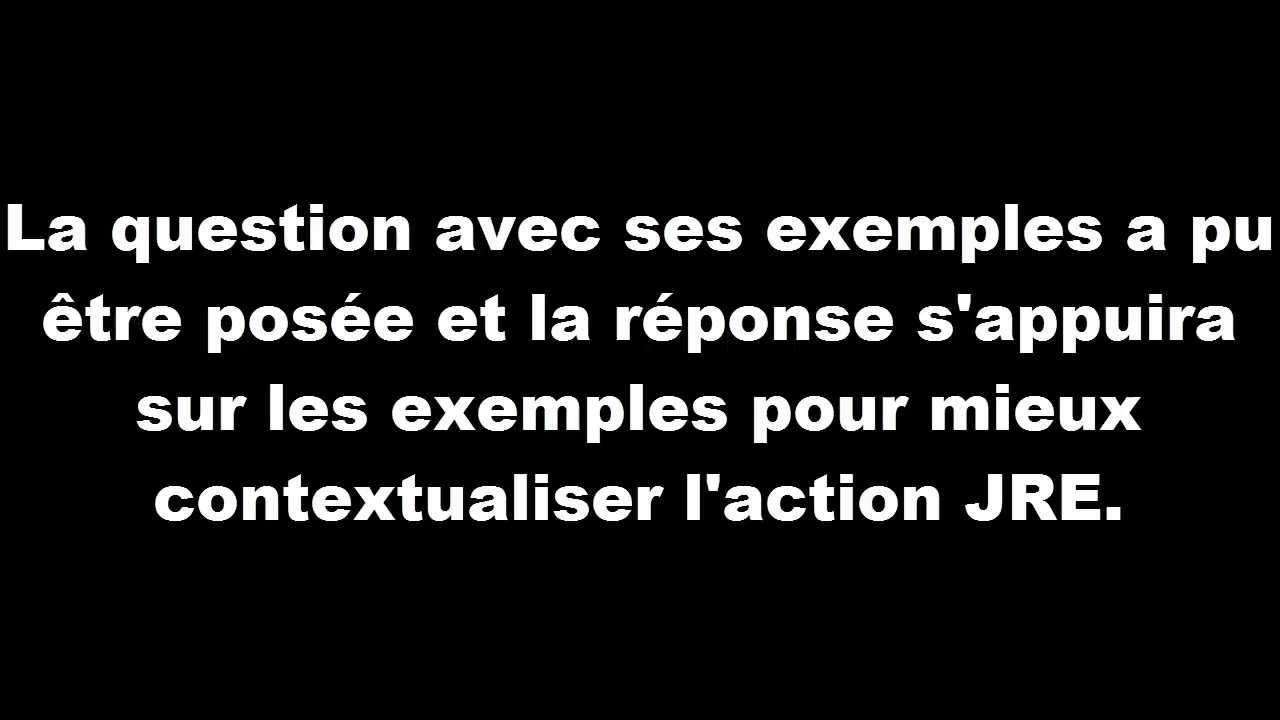 La question avec ses exemples a pu
être posée et la réponse s'appuira
sur les exemples pour mieux
contextualiser l'action JRE.